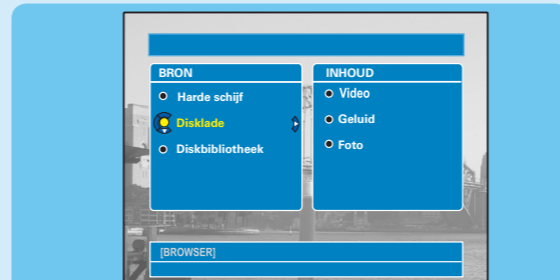 BRON
Harde schijf
Disklade
Diskbibliotheek
INHOUD
Video
Geluid
Foto
[BROWSER]